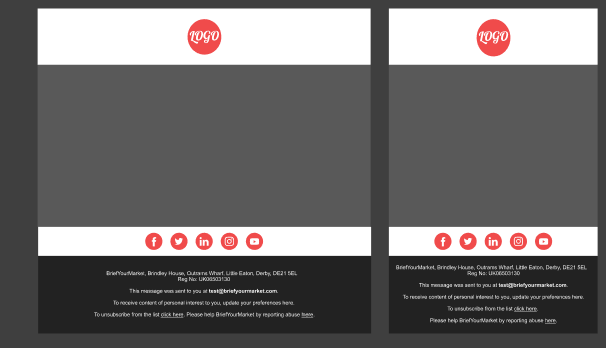 LOGO
BriefYourMarket, Brindley House, Outrams Wharf, Little Eaton, Derby, DE21 5EL
Reg No: UK06503130
This message was sent to you at test@briefyourmarket.com.
To receive content of personal interest to you, update your preferences here.
To unsubscribe from the list click here. Please help BriefYourMarket by reporting abuse here.
LOGO
BriefYourMarket, Brindley House, Outrams Wharf, Little Eaton, Derby, DE21 5EL
Reg No: UK06503130
This message was sent to you at test@briefyourmarket.com.
To receive content of personal interest to you, update your preferences here.
To unsubscribe from the list click here.
Please help BriefYourMarket by reporting abuse here.